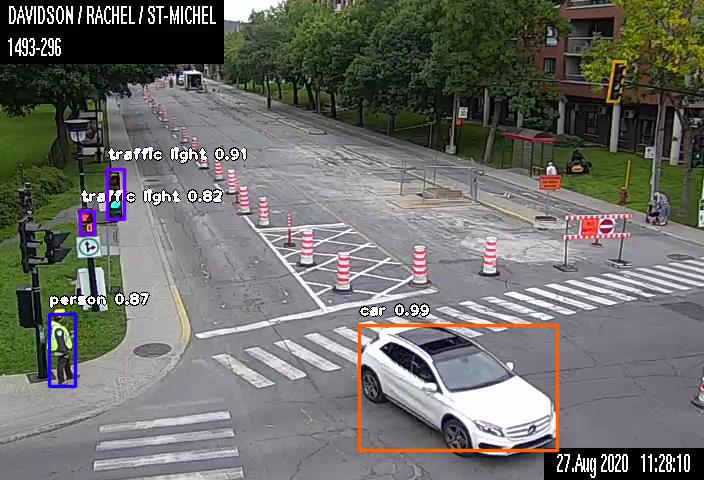 DAVIDSON / RACHEL / ST-MICHEL
1493-296
traffic light 0.91
traffic light 0.82
person 0.87
car 0.99
27.Aug 2020 11:28:10